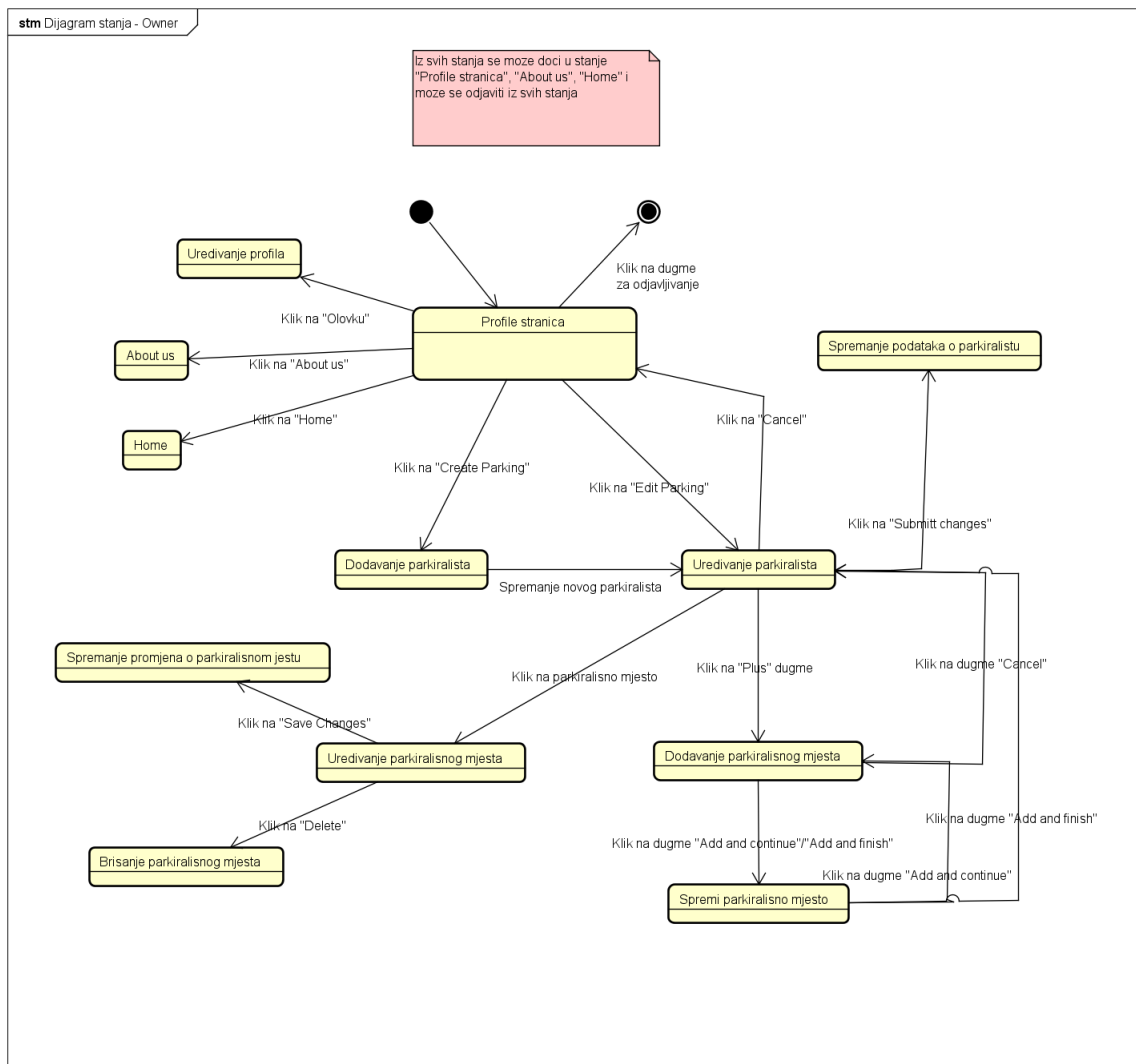 stm Dijagram stanja - Owner
Iz svih stanja se moze doci u stanje
"Profile stranica", "About us", "Home" i
moze se odjaviti iz svih stanja
Uredivanje profila
Klik na dugme
za odjavljivanje
Klik na "Olovku"
Profile stranica
About us
Klik na "About us"
Spremanje podataka o parkiralistu
Klik na "Home"
Klik na "Cancel"
Home
Klik na "Create Parking"
Klik na "Edit Parking"
Klik na "Submitt changes"
Dodavanje parkiralista
Uredivanje parkiralista
Spremanje novog parkiralista
Spremanje promjena o parkiralisnom jestu
Klik na "Plus" dugme
Klik na dugme "Cancel"
Klik na parkiralisno mjesto
Klik na "Save Changes"
Uredivanje parkiralisnog mjesta
Dodavanje parkiralisnog mjesta
Klik na "Delete"
Klik na dugme "Add and finish"
Klik na dugme "Add and continue"/"Add and finish"
Brisanje parkiralisnog mjesta
Klik na dugme "Add and continue"
Spremi parkiralisno mjesto